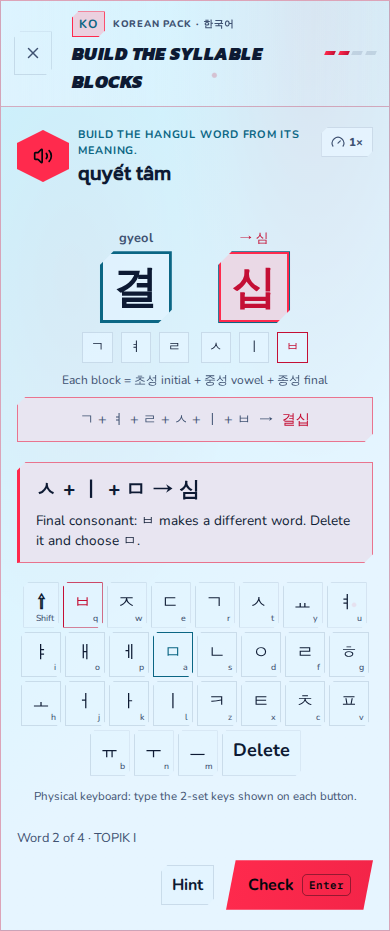 KO
KOREAN PACK · 한국어
BUILD THE SYLLABLE
BLOCKS
BUILD THE HANGUL WORD FROM ITS
MEANING.
1×
quyết tâm
gyeol
→ 심
결
십
ㄱ ㅕ ㄹ ㅅ ㅣ ㅂ
Each block = 초성 initial + 중성 vowel + 종성 final
ㄱ + ㅕ + ㄹ + ㅅ + ㅣ + ㅂ → 결십
ㅅ + ㅣ + ㅁ → 심
Final consonant: ㅂ makes a different word. Delete
it and choose ㅁ.
⇧ Shift ㅂ q ㅈ w ㄷ e ㄱ r ㅅ t ㅛ y ㅕ u
ㅑ i ㅐ o ㅔ p ㅁ a ㄴ s ㅇ d ㄹ f ㅎ g
ㅗ h ㅓ j ㅏ k ㅣ l ㅋ z ㅌ x ㅊ c ㅍ v
ㅠ b ㅜ n ㅡ m Delete
Physical keyboard: type the 2-set keys shown on each button.
Word 2 of 4 · TOPIK I
Hint
Check Enter